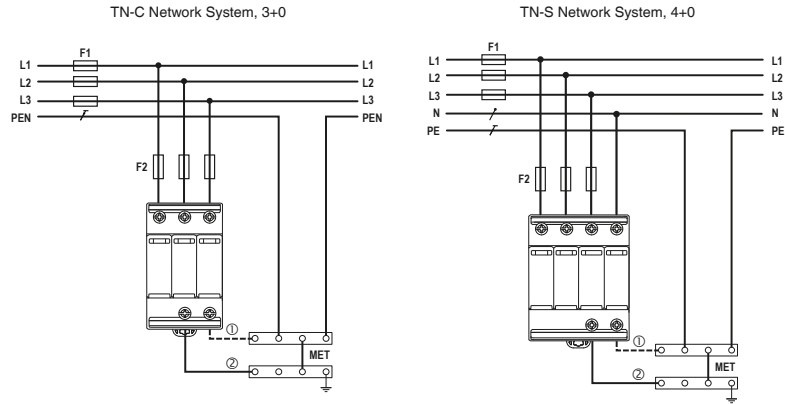 TN-C Network System, 3+0
F1
L1 L1
L2 L2
L3 L3
PEN PEN
F2
①
MET
②
TN-S Network System, 4+0
F1
L1 L1
L2 L2
L3 L3
N N
PE PE
F2
①
MET
②